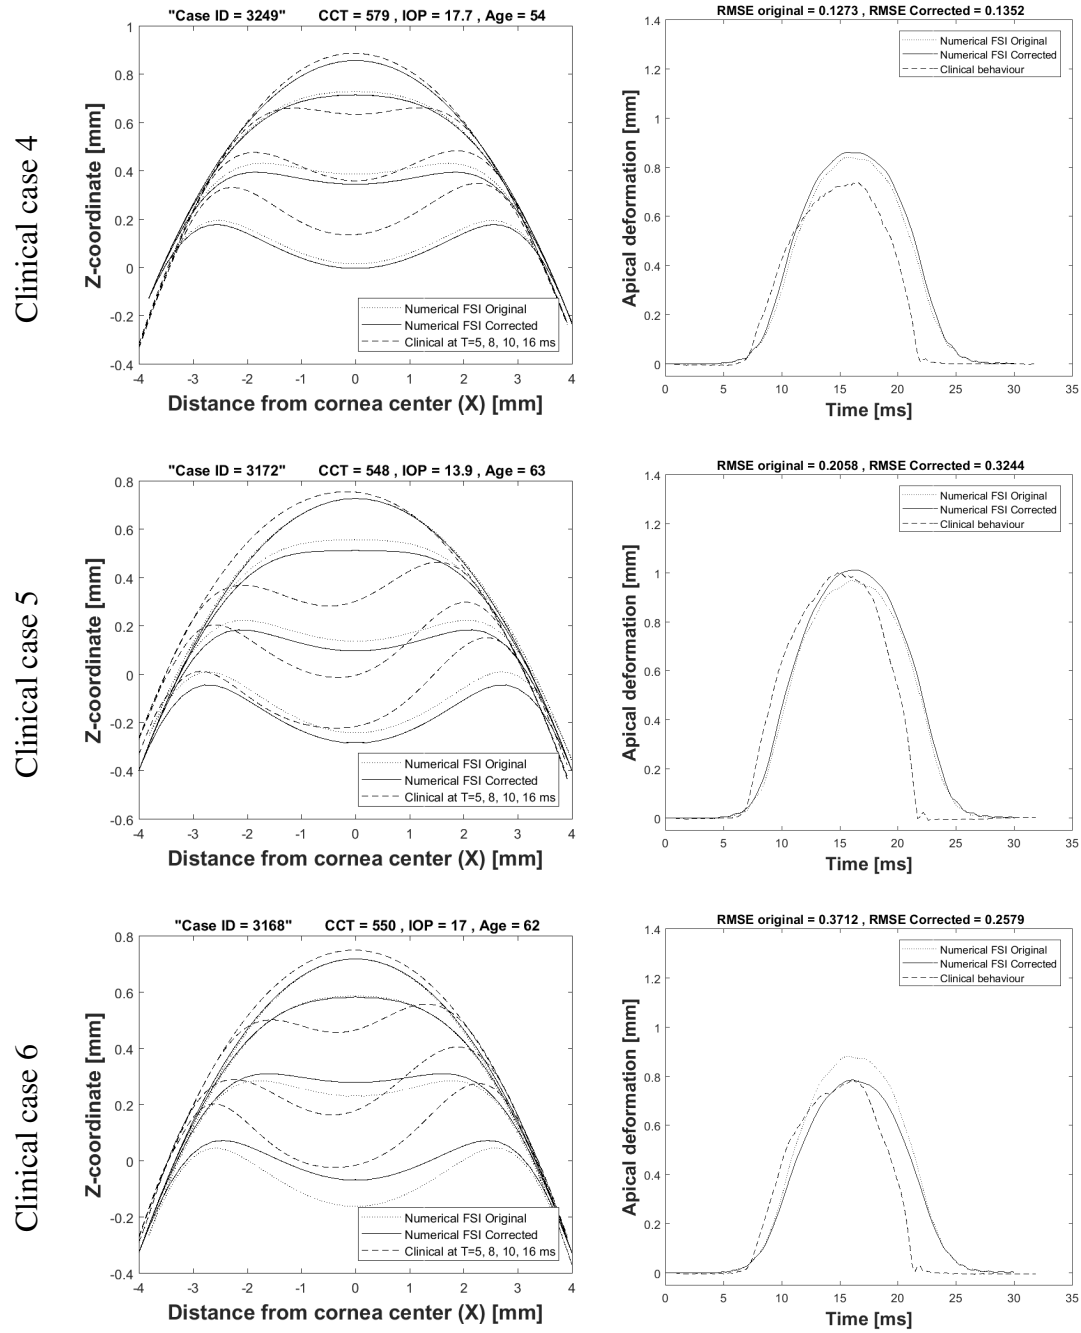 Clinical case 4
"Case ID = 3249" CCT = 579 , IOP = 17.7 , Age = 54
Z-coordinate [mm]
1
0.8
0.6
0.4
0.2
0
-0.2
-0.4
-4 -3 -2 -1 0 1 2 3 4
Distance from cornea center (X) [mm]
Numerical FSI Original
Numerical FSI Corrected
Clinical at T=5, 8, 10, 16 ms
RMSE original = 0.1273 , RMSE Corrected = 0.1352
Apical deformation [mm]
1.4
1.2
1
0.8
0.6
0.4
0.2
0
0 5 10 15 20 25 30 35
Time [ms]
Numerical FSI Original
Numerical FSI Corrected
Clinical behaviour
Clinical case 5
"Case ID = 3172" CCT = 548 , IOP = 13.9 , Age = 63
Z-coordinate [mm]
0.8
0.6
0.4
0.2
0
-0.2
-0.4
-0.6
-4 -3 -2 -1 0 1 2 3 4
Distance from cornea center (X) [mm]
Numerical FSI Original
Numerical FSI Corrected
Clinical at T=5, 8, 10, 16 ms
RMSE original = 0.2058 , RMSE Corrected = 0.3244
Apical deformation [mm]
1.4
1.2
1
0.8
0.6
0.4
0.2
0
0 5 10 15 20 25 30 35
Time [ms]
Numerical FSI Original
Numerical FSI Corrected
Clinical behaviour
Clinical case 6
"Case ID = 3168" CCT = 550 , IOP = 17 , Age = 62
Z-coordinate [mm]
0.8
0.6
0.4
0.2
0
-0.2
-0.4
-4 -3 -2 -1 0 1 2 3 4
Distance from cornea center (X) [mm]
Numerical FSI Original
Numerical FSI Corrected
Clinical at T=5, 8, 10, 16 ms
RMSE original = 0.3712 , RMSE Corrected = 0.2579
Apical deformation [mm]
1.4
1.2
1
0.8
0.6
0.4
0.2
0
0 5 10 15 20 25 30 35
Time [ms]
Numerical FSI Original
Numerical FSI Corrected
Clinical behaviour